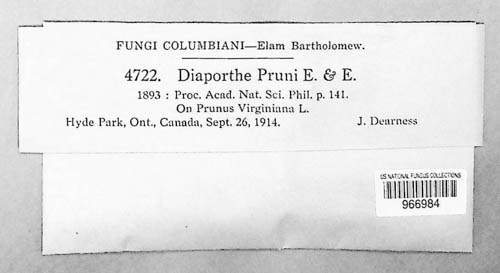 FUNGI COLUMBIANI—Elam Bartholomew.
4722. Diaporthe Pruni E. & E.
1893 : Proc. Acad. Nat. Sci. Phil. p. 141.
On Prunus Virginiana L.
Hyde Park, Ont., Canada, Sept. 26, 1914. J. Dearness
US NATIONAL FUNGUS COLLECTIONS
966984